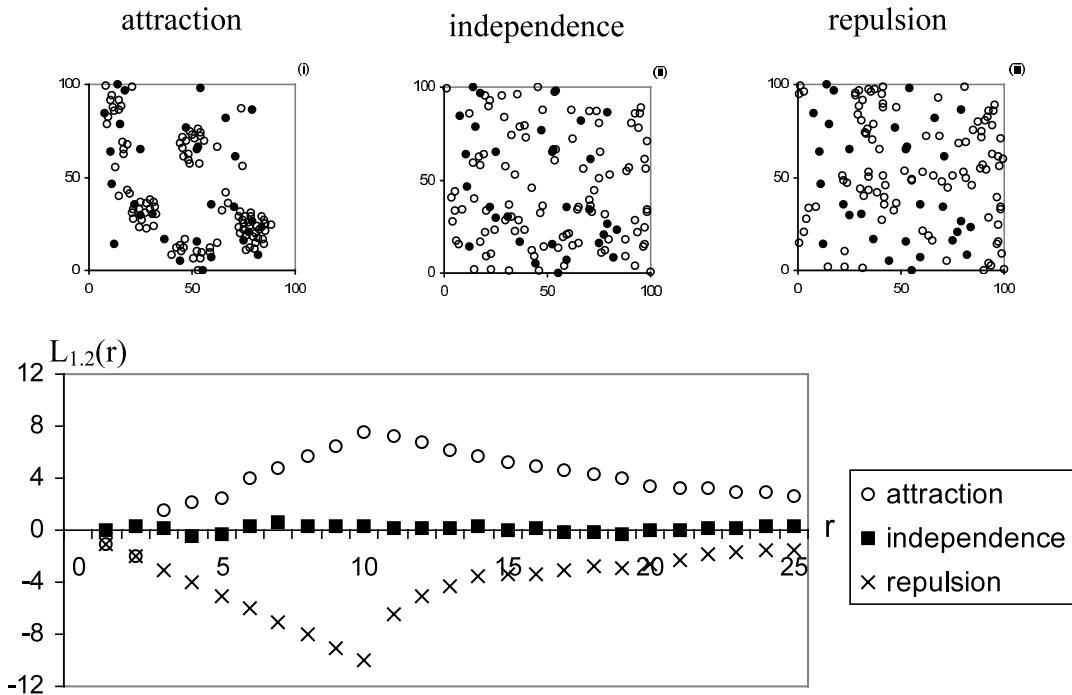 attraction independence repulsion
(i) (ii) (iii)
100 100 100
50 50 50
0 0 0
0 50 100 0 50 100 0 50 100
L1.2(r)
12
8
4
0 r
0 5 10 15 20 25
-4
-8
-12
attraction
independence
repulsion